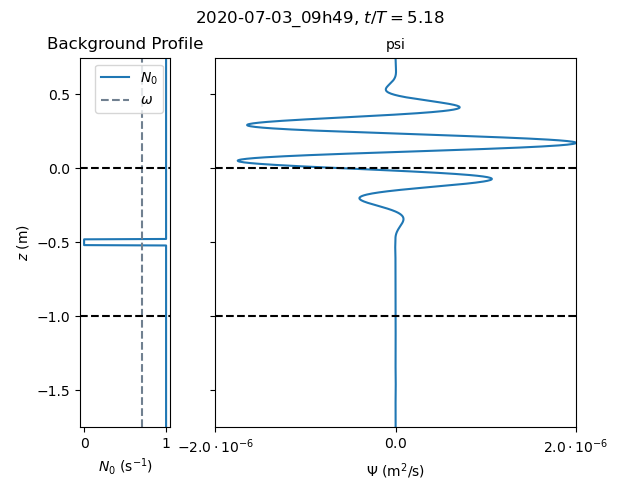 2020-07-03_09h49, t/T = 5.18
Background Profile
psi
N₀
ω
0.5
0.0
−0.5
−1.0
−1.5
z (m)
0 1
N₀ (s⁻¹)
−2.0·10⁻⁶ 0.0 2.0·10⁻⁶
Ψ (m²/s)